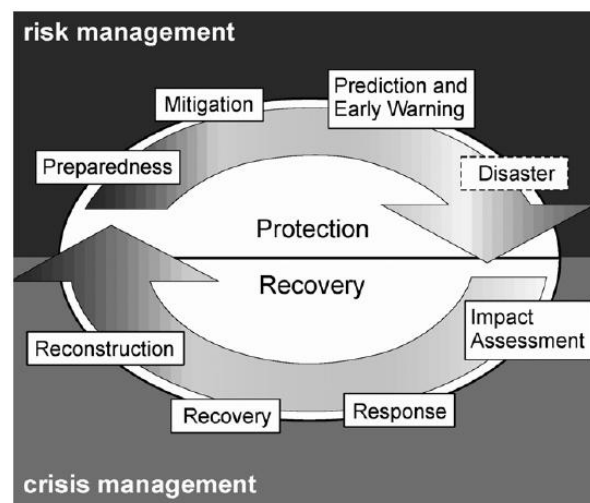 risk management
Prediction and
Early Warning
Mitigation
Preparedness
Disaster
Protection
Recovery
Impact
Assessment
Reconstruction
Recovery
Response
crisis management